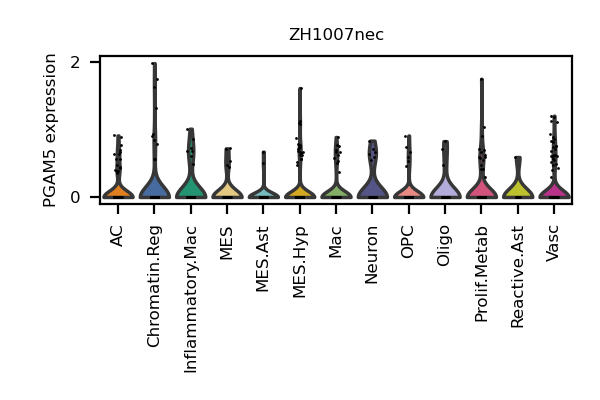 ZH1007nec
PGAM5 expression
2
0
AC
Chromatin.Reg
Inflammatory.Mac
MES
MES.Ast
MES.Hyp
Mac
Neuron
OPC
Oligo
Prolif.Metab
Reactive.Ast
Vasc